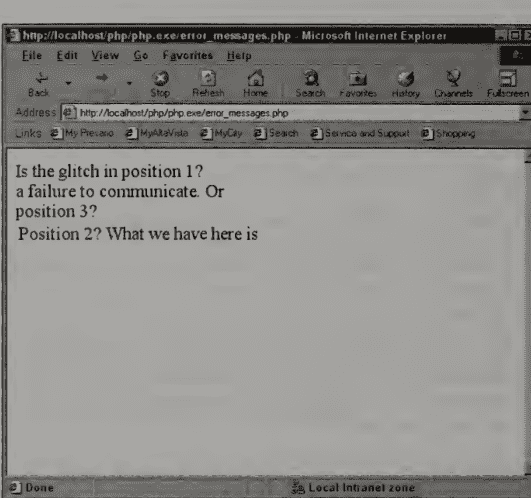 http://localhost/php/php.exe/error_messages.php - Microsoft Internet Explorer
File Edit View Go Favorites Help
Back Stop Refresh Home Search Favorites History Channels Fullscreen
Address http://localhost/php/php.exe/error_messages.php
Links My Presario MyAltaVista MyCity Search Service and Support Shopping
Is the glitch in position 1?
a failure to communicate. Or
position 3?
Position 2? What we have here is
Done Local intranet zone